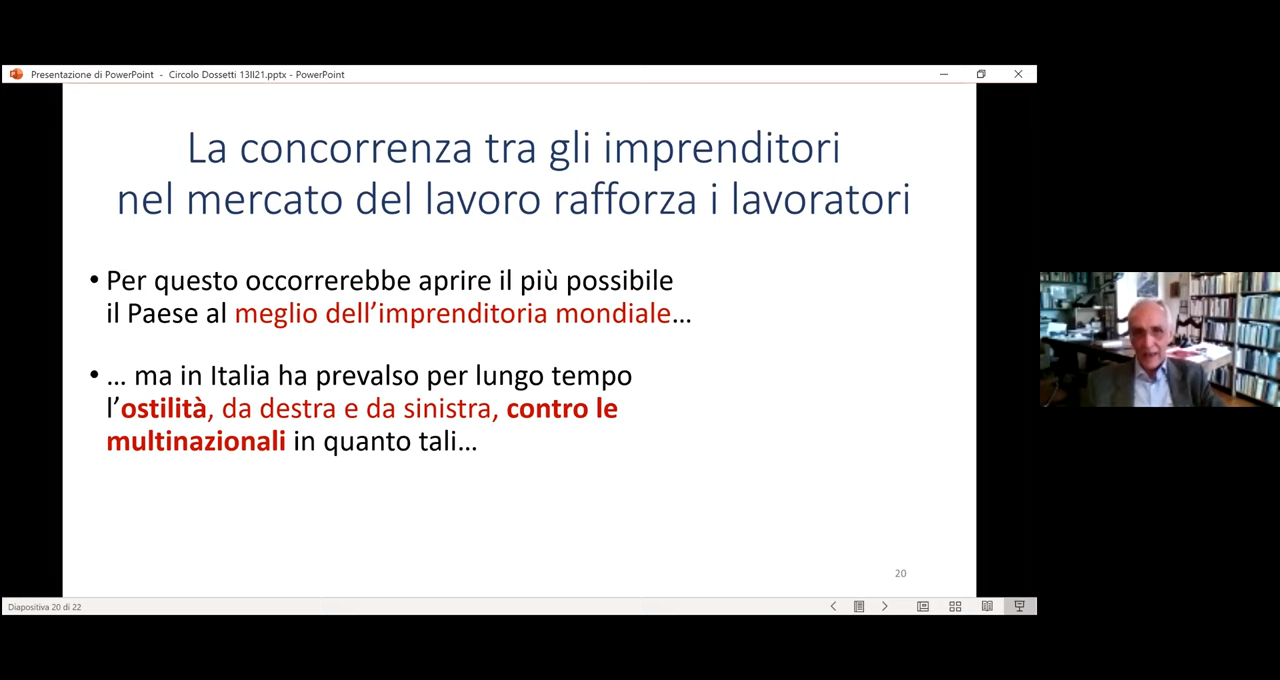 Presentazione di PowerPoint - Circolo Dossetti 13II21.pptx - PowerPoint
La concorrenza tra gli imprenditori
nel mercato del lavoro rafforza i lavoratori
• Per questo occorrerebbe aprire il più possibile
il Paese al meglio dell’imprenditoria mondiale…
• … ma in Italia ha prevalso per lungo tempo
l’ostilità, da destra e da sinistra, contro le
multinazionali in quanto tali…
20
Diapositiva 20 di 22